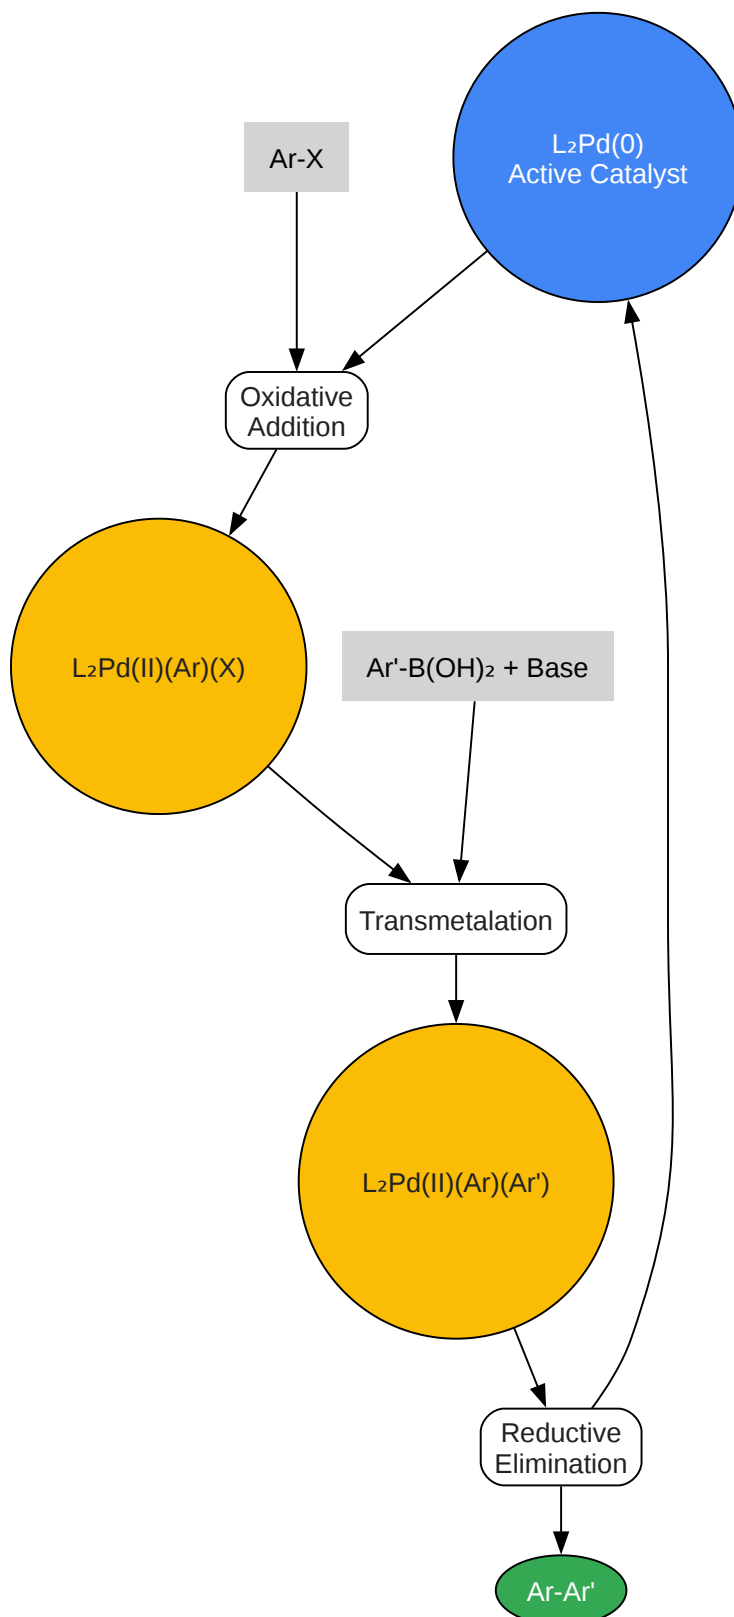 L₂Pd(0)
Active Catalyst
Ar-X
Oxidative
Addition
L₂Pd(II)(Ar)(X)
Ar'-B(OH)₂ + Base
Transmetalation
L₂Pd(II)(Ar)(Ar')
Reductive
Elimination
Ar-Ar'